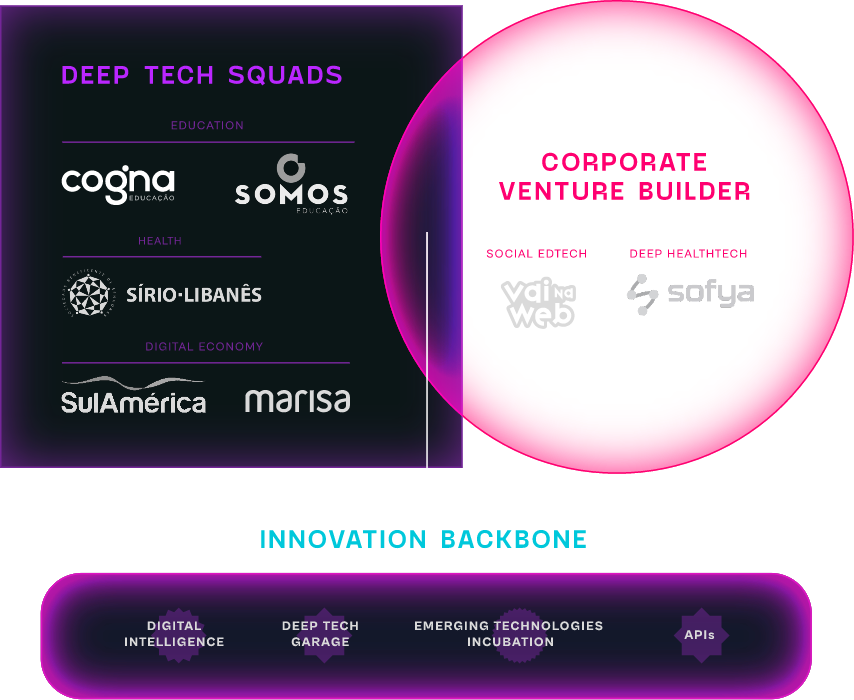 DEEP TECH SQUADS
EDUCATION
cogna
EDUCAÇÃO
SOMOS
EDUCAÇÃO
HEALTH
SÍRIO·LIBANÊS
DIGITAL ECONOMY
SulAmérica
marisa
CORPORATE
VENTURE BUILDER
SOCIAL EDTECH
vai na
web
DEEP HEALTHTECH
sofya
INNOVATION BACKBONE
DIGITAL
INTELLIGENCE
DEEP TECH
GARAGE
EMERGING TECHNOLOGIES
INCUBATION
APIs